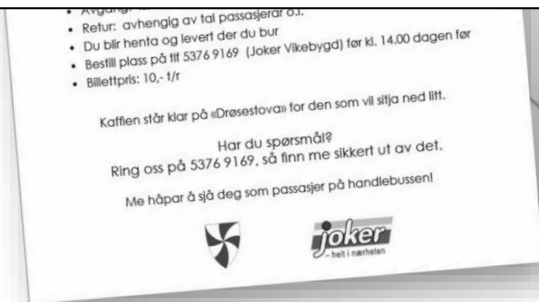 • Retur: avhengig av tal passasjerar o.l.
• Du blir henta og levert der du bur
• Bestill plass på tlf 5376 9169 (Joker Vikebygd) før kl. 14.00 dagen før
• Billettpris: 10,- t/r
Kaffien står klar på «Drøsestova» for den som vil sitja ned litt.
Har du spørsmål?
Ring oss på 5376 9169, så finn me sikkert ut av det.
Me håpar å sjå deg som passasjer på handlebussen!
joker
– helt i nærheten